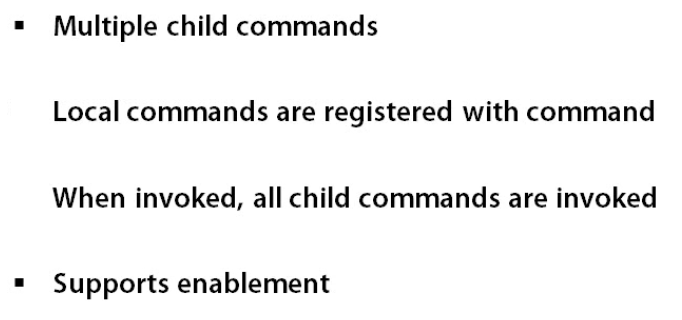 ▪ Multiple child commands
Local commands are registered with command
When invoked, all child commands are invoked
▪ Supports enablement